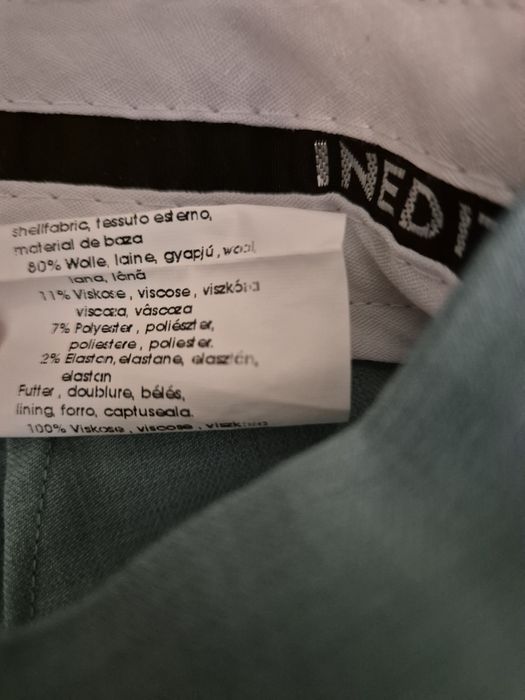 INEDIT
shellfabric, tessuto esterno,
material de baza
80% Wolle, laine, gyapjú, wool,
lana, lână
11% Viskose, viscose, viszkóz
viscoza, vâscoza
7% Polyester, poliészter,
poliestere, poliester.
2% Elastan, elastane, elasztén,
elastan
Futter, doublure, bélés,
lining, forro, captuseala.
100% Viskose, viscose, viszkóza